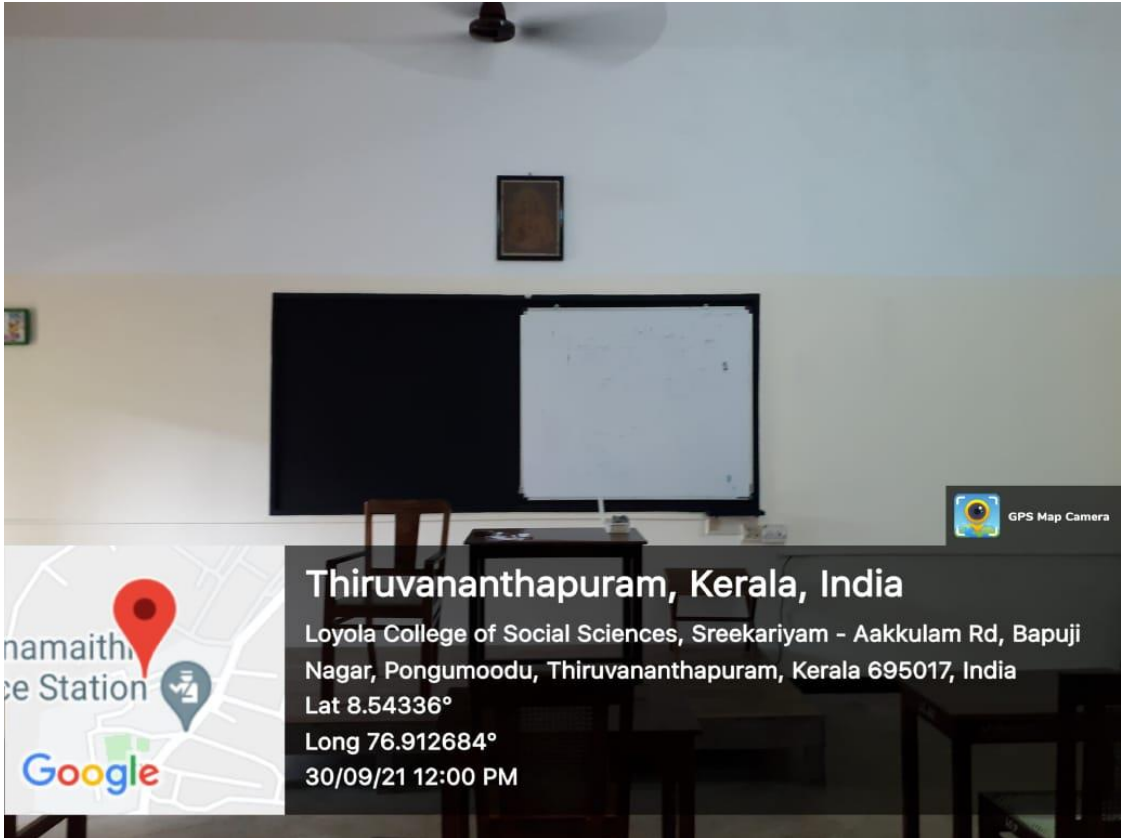 GPS Map Camera
Thiruvananthapuram, Kerala, India
Loyola College of Social Sciences, Sreekariyam - Aakkulam Rd, Bapuji
Nagar, Pongumoodu, Thiruvananthapuram, Kerala 695017, India
Lat 8.54336°
Long 76.912684°
30/09/21 12:00 PM
namaith
ce Station
Google